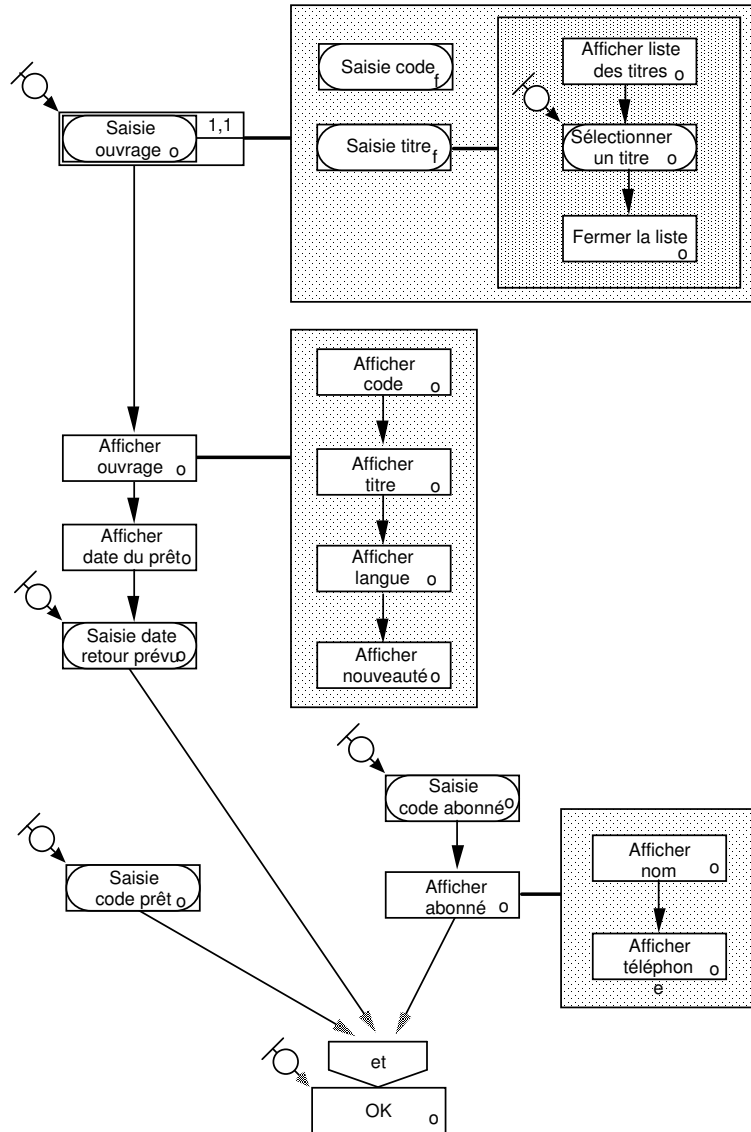 Saisie
ouvrage o
1,1
Saisie code f
Saisie titre f
Afficher liste
des titres o
Sélectionner
un titre o
Fermer la liste
o
Afficher
ouvrage o
Afficher
date du prêt o
Saisie date
retour prévu o
Afficher
code o
Afficher
titre o
Afficher
langue o
Afficher
nouveauté o
Saisie
code abonné o
Saisie
code prêt o
Afficher
abonné o
Afficher
nom o
Afficher
téléphon o
e
et
OK o